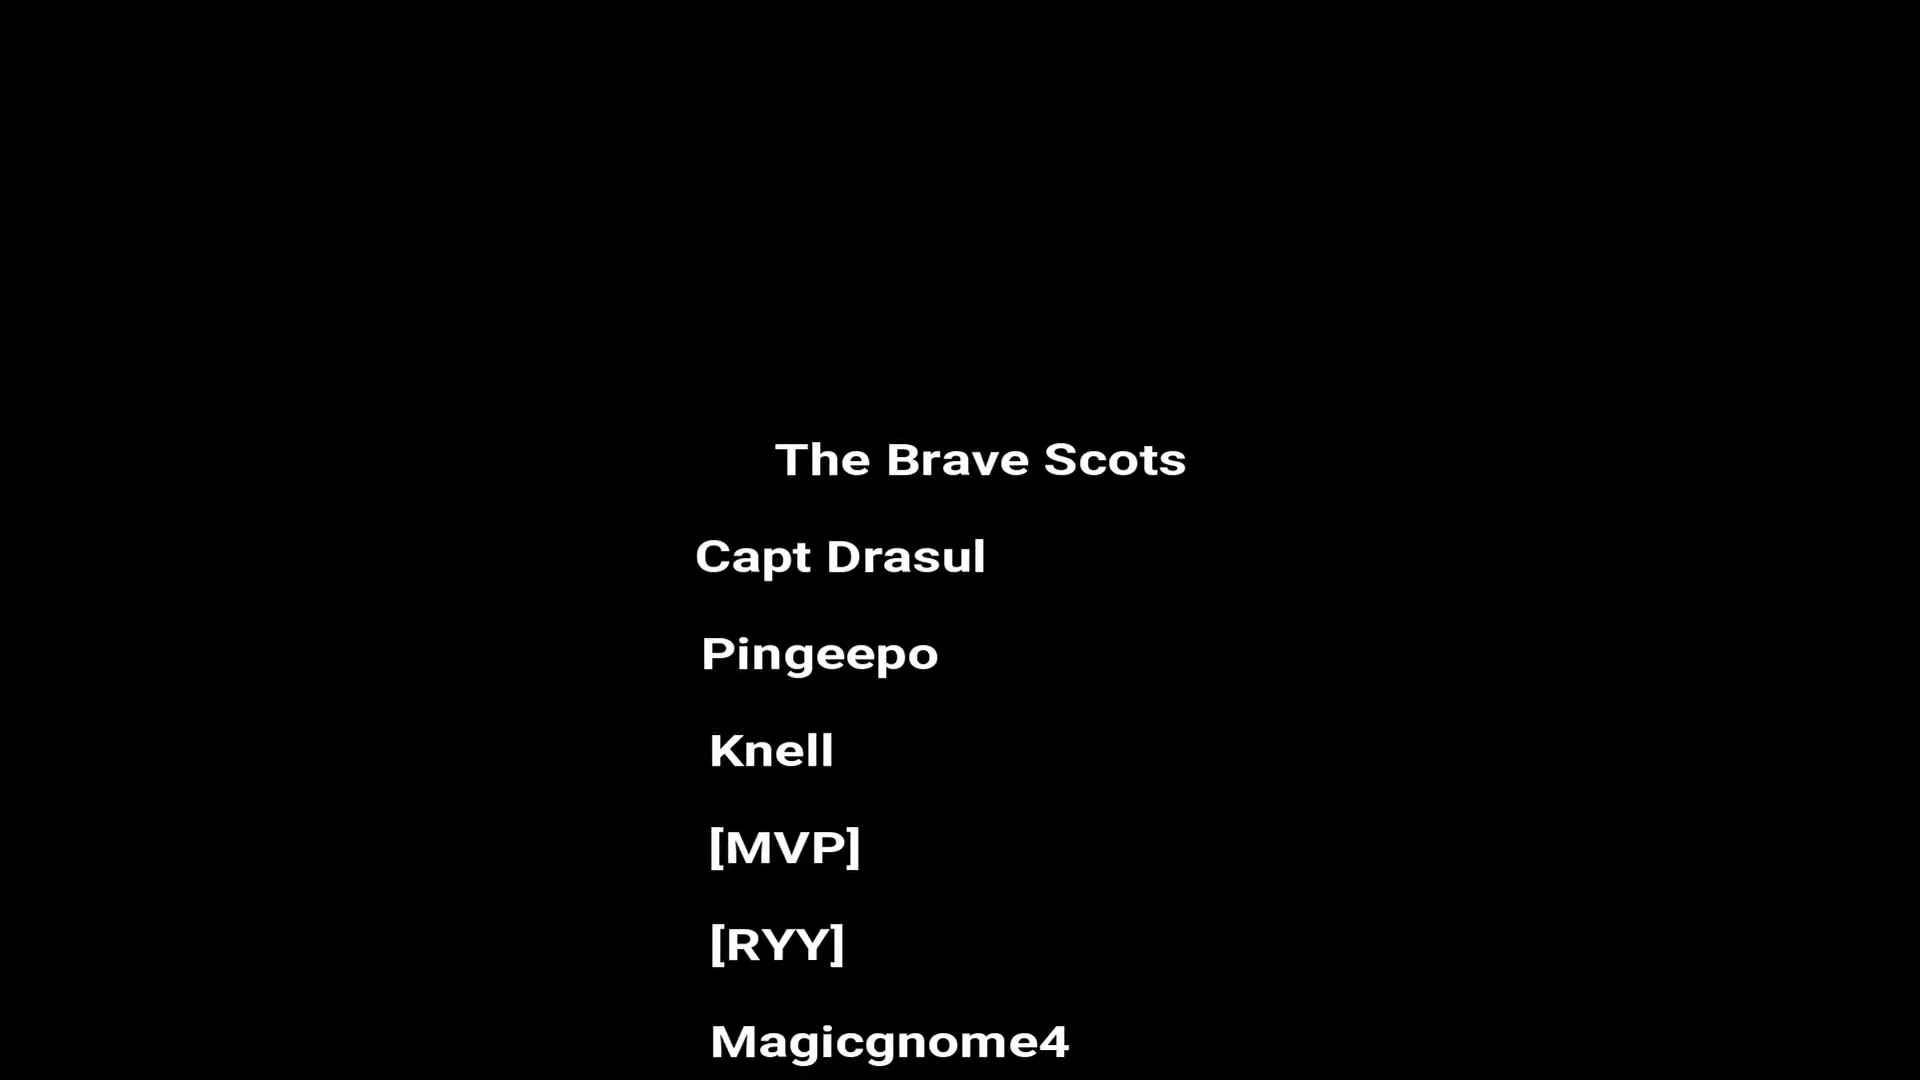 The Brave Scots
Capt Drasul
Pingeepo
Knell
[MVP]
[RYY]
Magicgnome4